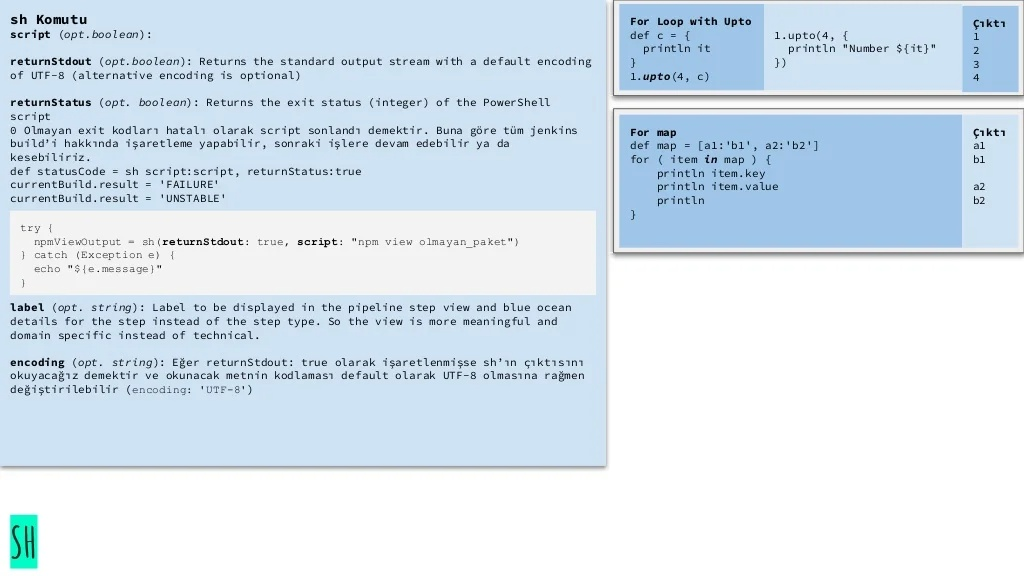 sh Komutu
script (opt.boolean):
returnStdout (opt.boolean): Returns the standard output stream with a default encoding
of UTF-8 (alternative encoding is optional)
returnStatus (opt. boolean): Returns the exit status (integer) of the PowerShell
script
0 Olmayan exit kodları hatalı olarak script sonlandı demektir. Buna göre tüm jenkins
build’i hakkında işaretleme yapabilir, sonraki işlere devam edebilir ya da
kesebiliriz.
def statusCode = sh script:script, returnStatus:true
currentBuild.result = 'FAILURE'
currentBuild.result = 'UNSTABLE'
try {
npmViewOutput = sh(returnStdout: true, script: "npm view olmayan_paket")
} catch (Exception e) {
echo "${e.message}"
}
label (opt. string): Label to be displayed in the pipeline step view and blue ocean
details for the step instead of the step type. So the view is more meaningful and
domain specific instead of technical.
encoding (opt. string): Eğer returnStdout: true olarak işaretlenmişse sh’ın çıktısını
okuyacağız demektir ve okunacak metnin kodlaması default olarak UTF-8 olmasına rağmen
değiştirilebilir (encoding: 'UTF-8')
SH
For Loop with Upto
def c = {
println it
}
1.upto(4, c)
1.upto(4, {
println "Number ${it}"
})
Çıktı
1
2
3
4
For map
def map = [a1:'b1', a2:'b2']
for ( item in map ) {
println item.key
println item.value
println
}
Çıktı
a1
b1
a2
b2